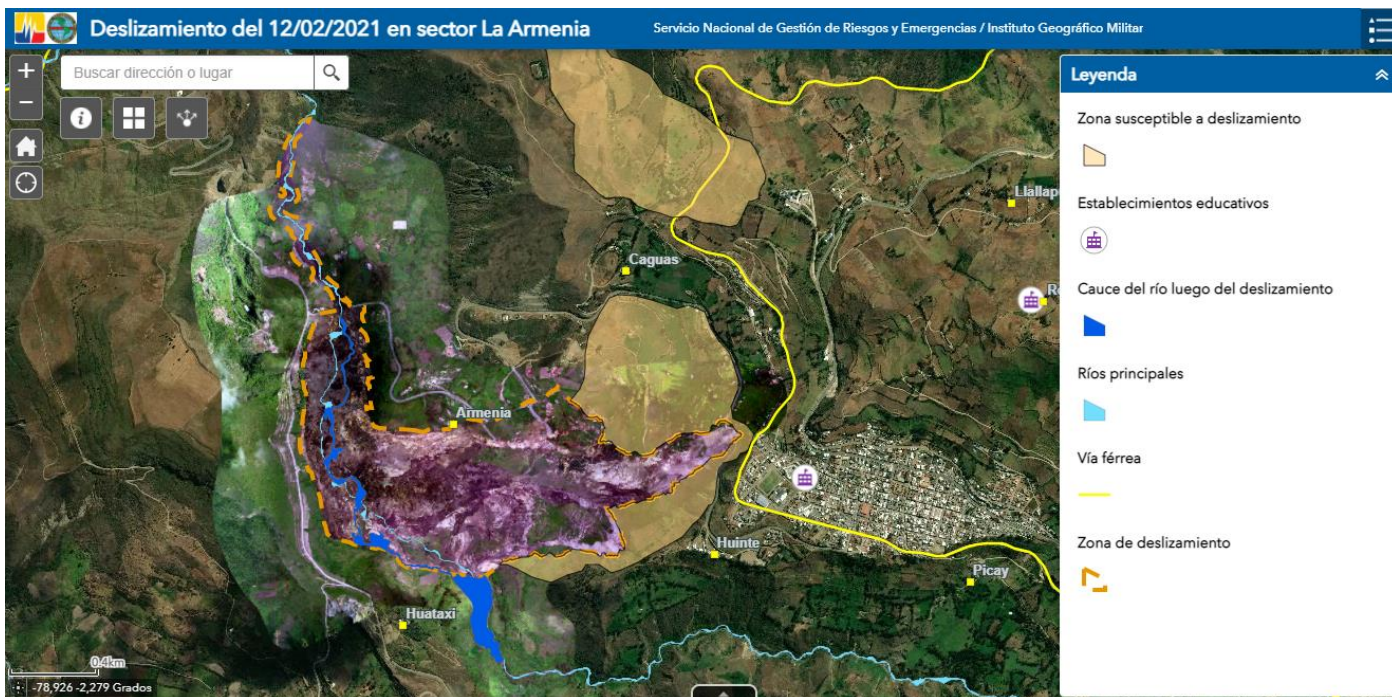 Deslizamiento del 12/02/2021 en sector La Armenia
Servicio Nacional de Gestión de Riesgos y Emergencias / Instituto Geográfico Militar
+
Buscar dirección o lugar
−
i
Leyenda
Zona susceptible a deslizamiento
Establecimientos educativos
Cauce del río luego del deslizamiento
Ríos principales
Vía férrea
Zona de deslizamiento
Llallap
Caguas
R
Armenia
Huinte
Picay
Huataxi
0,4km
-78,926 -2,279 Grados